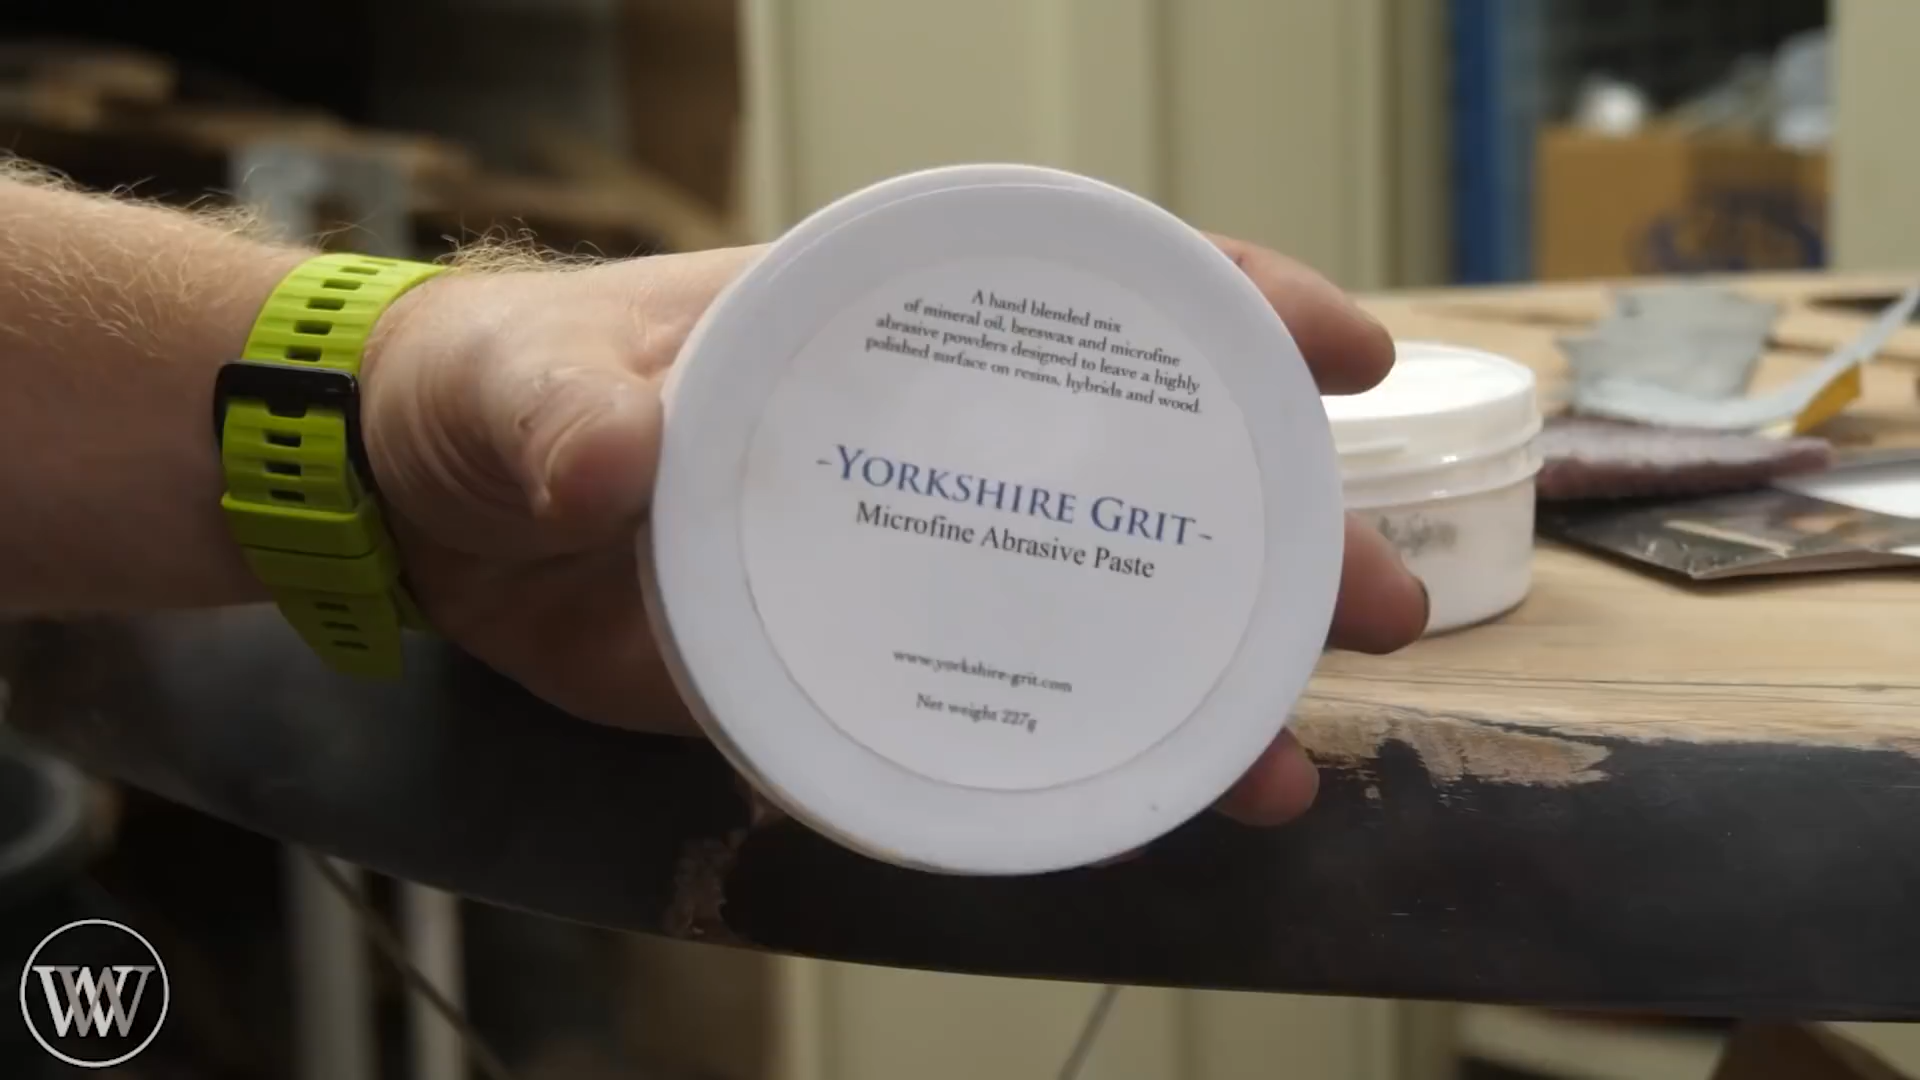 A hand blended mix
of mineral oil, beeswax and microfine
abrasive powders designed to leave a highly
polished surface on resins, hybrids and wood.
-YORKSHIRE GRIT-
Microfine Abrasive Paste
www.yorkshire-grit.com
Net weight 227g